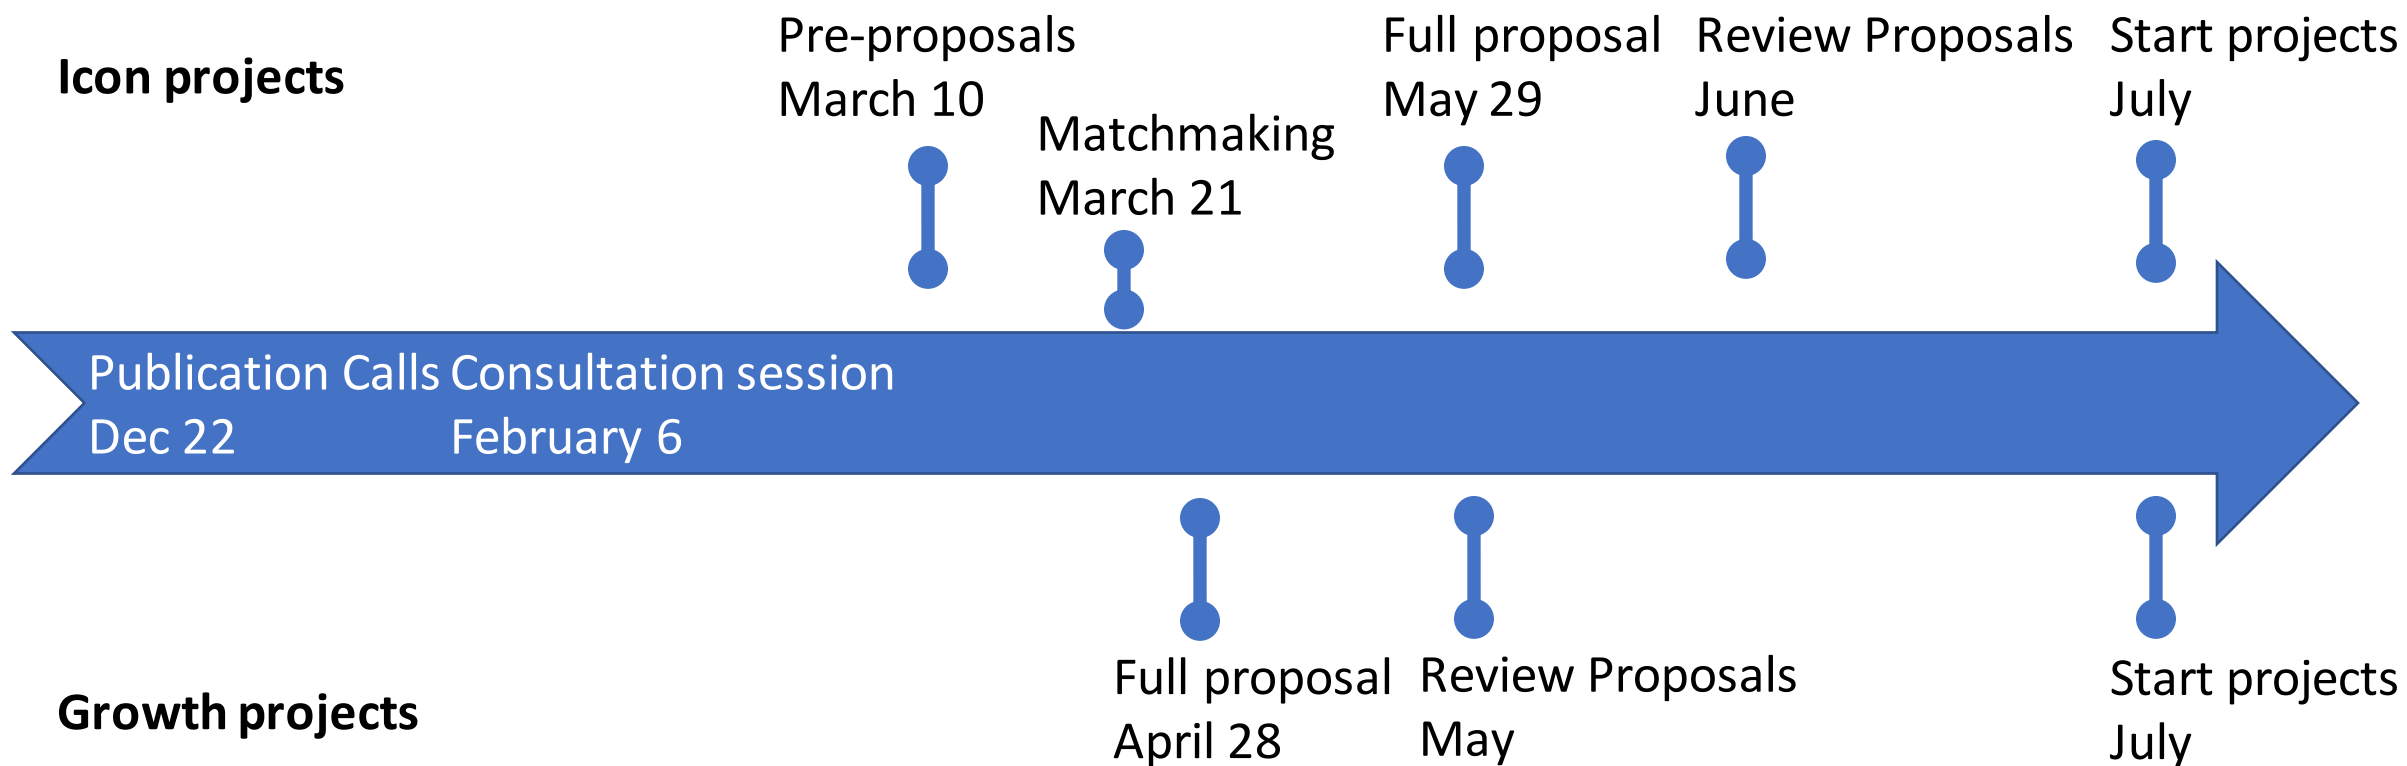 Icon projects
Pre-proposals
March 10
Matchmaking
March 21
Full proposal
May 29
Review Proposals
June
Start projects
July
Publication Calls
Dec 22
Consultation session
February 6
Growth projects
Full proposal
April 28
Review Proposals
May
Start projects
July